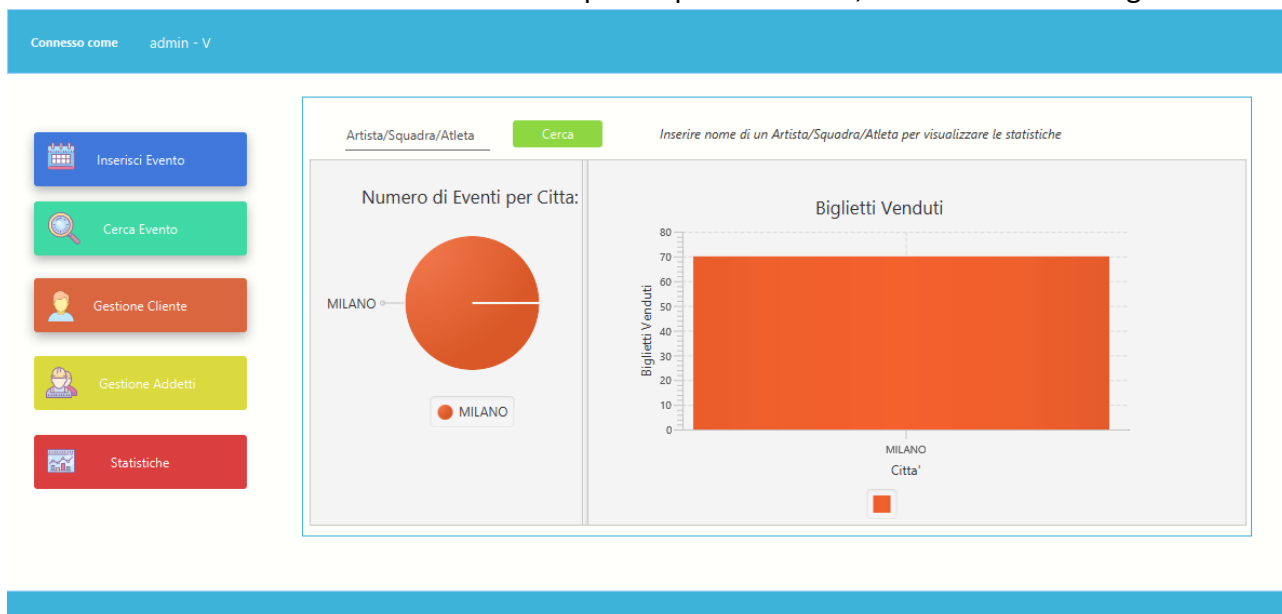 Connesso come admin - V
Inserisci Evento
Cerca Evento
Gestione Cliente
Gestione Addetti
Statistiche
Artista/Squadra/Atleta Cerca Inserire nome di un Artista/Squadra/Atleta per visualizzare le statistiche
Numero di Eventi per Citta:
MILANO
MILANO
Biglietti Venduti
Biglietti Venduti
80
70
60
50
40
30
20
10
0
MILANO
Citta'